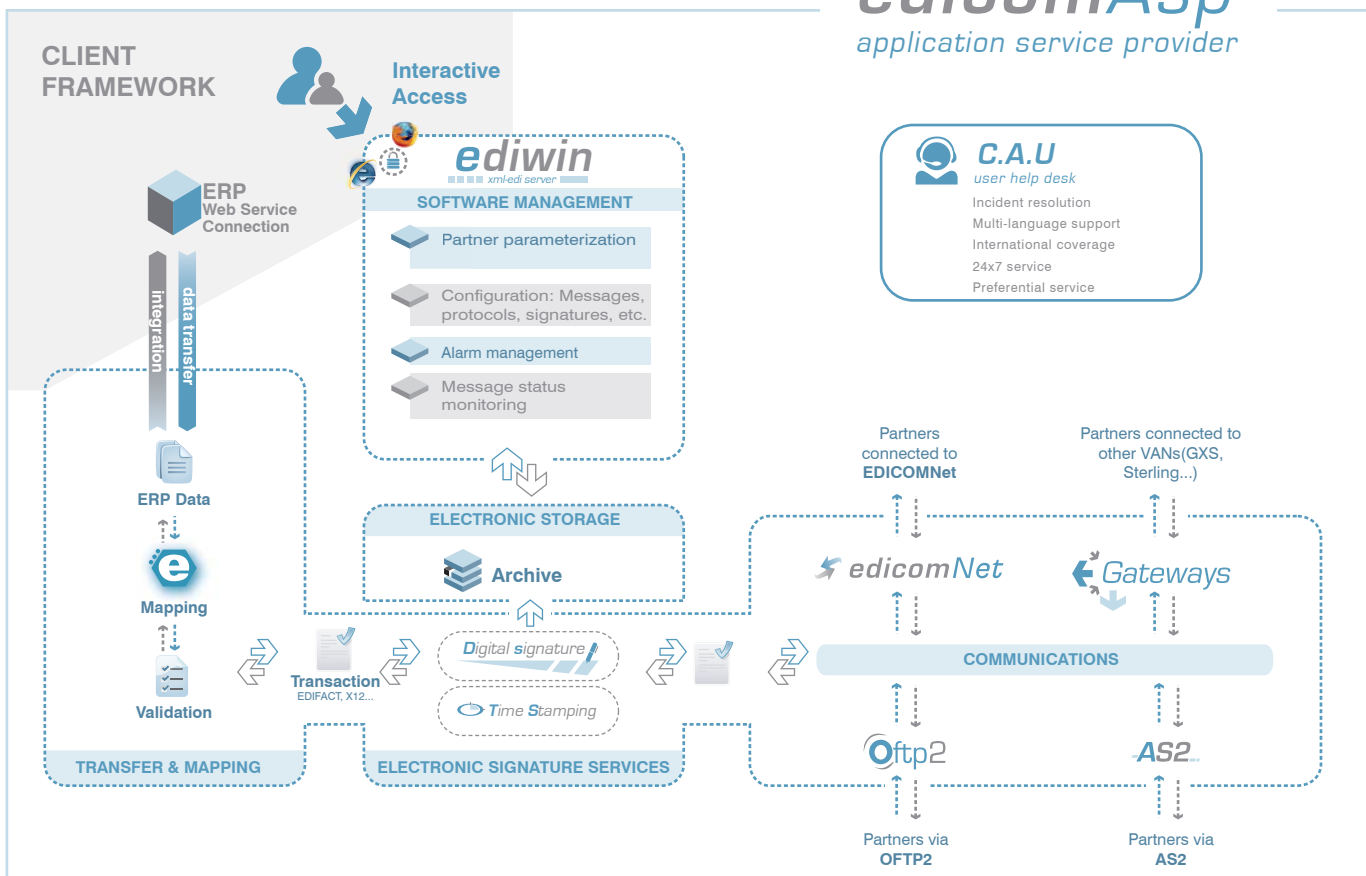 edicomAsp
application service provider
CLIENT
FRAMEWORK
Interactive
Access
ERP
Web Service
Connection
integration
data transfer
ediwin
xml-edi server
SOFTWARE MANAGEMENT
Partner parameterization
Configuration: Messages,
protocols, signatures, etc.
Alarm management
Message status
monitoring
C.A.U
user help desk
Incident resolution
Multi-language support
International coverage
24x7 service
Preferential service
ERP Data
Mapping
Validation
TRANSFER & MAPPING
ELECTRONIC STORAGE
Archive
Transaction
EDIFACT, X12...
Digital signature
Time Stamping
ELECTRONIC SIGNATURE SERVICES
Partners
connected to
EDICOMNet
Partners connected to
other VANs(GXS,
Sterling...)
edicomNet
Gateways
COMMUNICATIONS
Oftp2
AS2
Partners via
OFTP2
Partners via
AS2